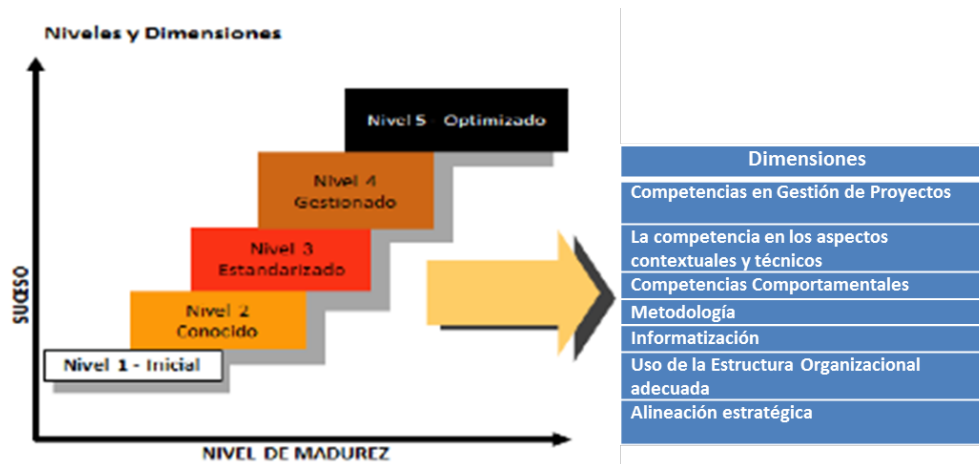 Niveles y Dimensiones
Nivel 5 - Optimizado
Nivel 4
Gestionado
Nivel 3
Estandarizado
Nivel 2
Conocido
Nivel 1 - Inicial
SUCESO
NIVEL DE MADUREZ
Dimensiones
Competencias en Gestión de Proyectos
La competencia en los aspectos
contextuales y técnicos
Competencias Comportamentales
Metodología
Informatización
Uso de la Estructura Organizacional
adecuada
Alineación estratégica